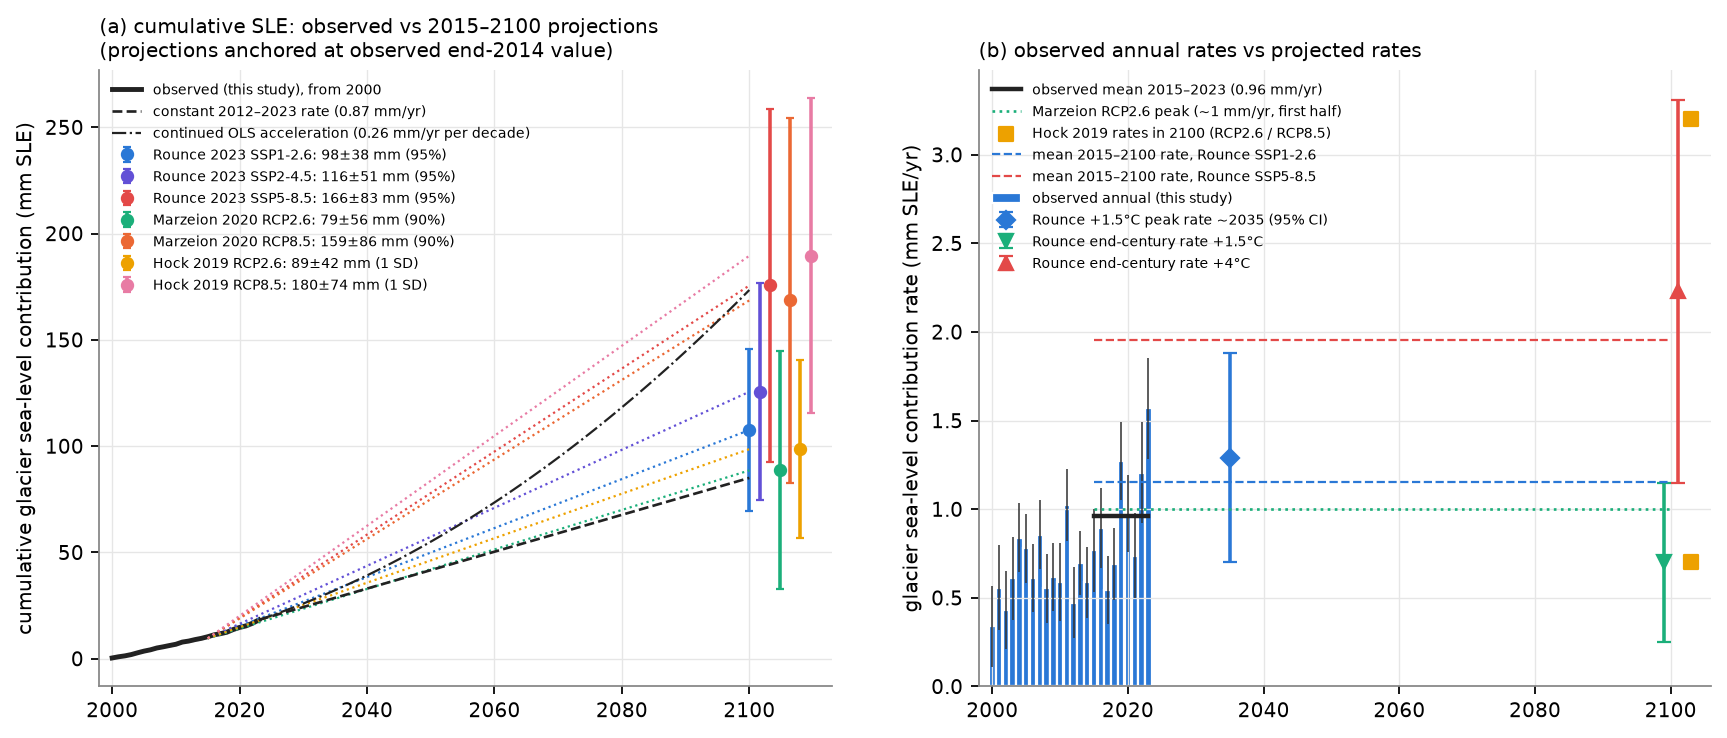 (a) cumulative SLE: observed vs 2015–2100 projections
(projections anchored at observed end-2014 value)
cumulative glacier sea-level contribution (mm SLE)
250
200
150
100
50
0
observed (this study), from 2000
constant 2012–2023 rate (0.87 mm/yr)
continued OLS acceleration (0.26 mm/yr per decade)
Rounce 2023 SSP1-2.6: 98±38 mm (95%)
Rounce 2023 SSP2-4.5: 116±51 mm (95%)
Rounce 2023 SSP5-8.5: 166±83 mm (95%)
Marzeion 2020 RCP2.6: 79±56 mm (90%)
Marzeion 2020 RCP8.5: 159±86 mm (90%)
Hock 2019 RCP2.6: 89±42 mm (1 SD)
Hock 2019 RCP8.5: 180±74 mm (1 SD)
2000 2020 2040 2060 2080 2100
(b) observed annual rates vs projected rates
glacier sea-level contribution rate (mm SLE/yr)
3.0
2.5
2.0
1.5
1.0
0.5
0.0
observed mean 2015–2023 (0.96 mm/yr)
Marzeion RCP2.6 peak (~1 mm/yr, first half)
Hock 2019 rates in 2100 (RCP2.6 / RCP8.5)
mean 2015–2100 rate, Rounce SSP1-2.6
mean 2015–2100 rate, Rounce SSP5-8.5
observed annual (this study)
Rounce +1.5°C peak rate ~2035 (95% CI)
Rounce end-century rate +1.5°C
Rounce end-century rate +4°C
2000 2020 2040 2060 2080 2100